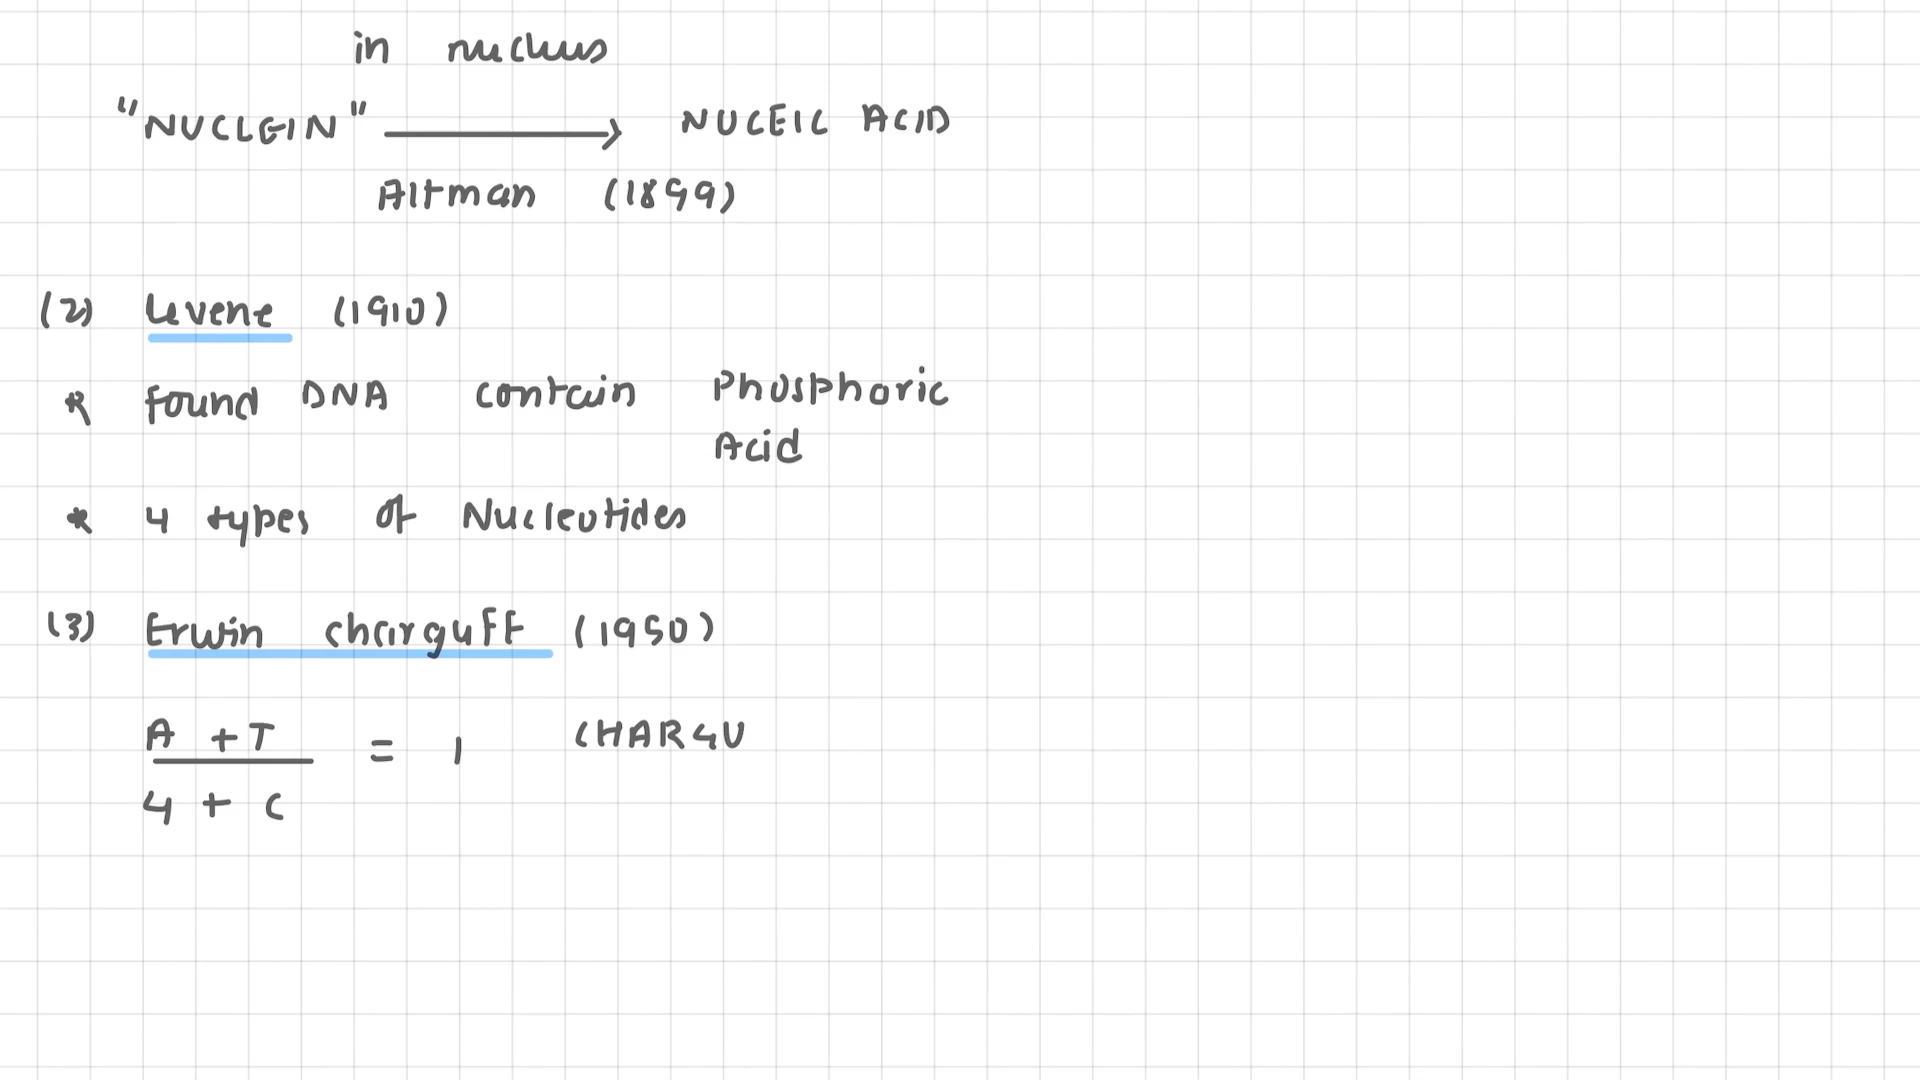 in nucleus
"NUCLEIN" → NUCEIC ACID
Altman (1899)
(2) Levene (1910)
* found DNA contain Phosphoric
Acid
* 4 types of Nucleotides
(3) Erwin charguff (1950)
A + T
= 1 CHARGU
G + C